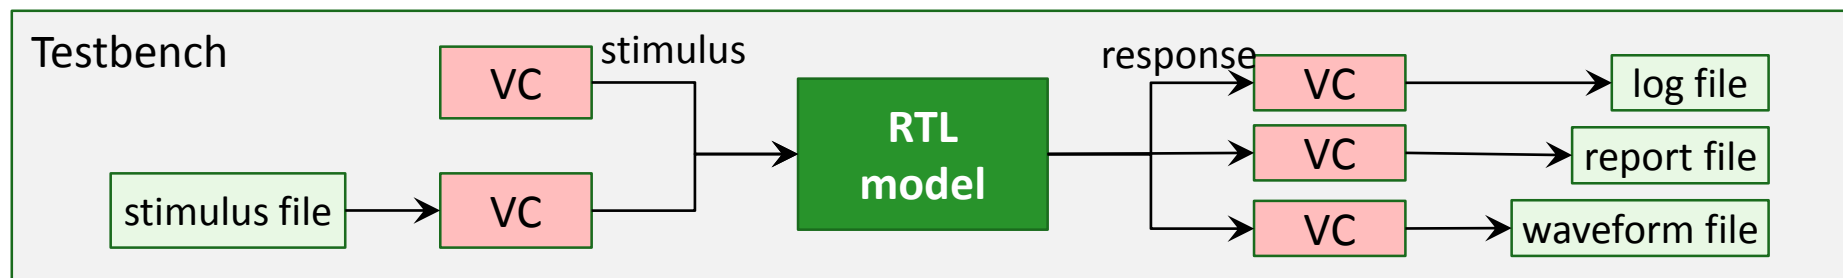 Testbench
VC
stimulus
stimulus file
VC
RTL
model
response
VC
log file
VC
report file
VC
waveform file